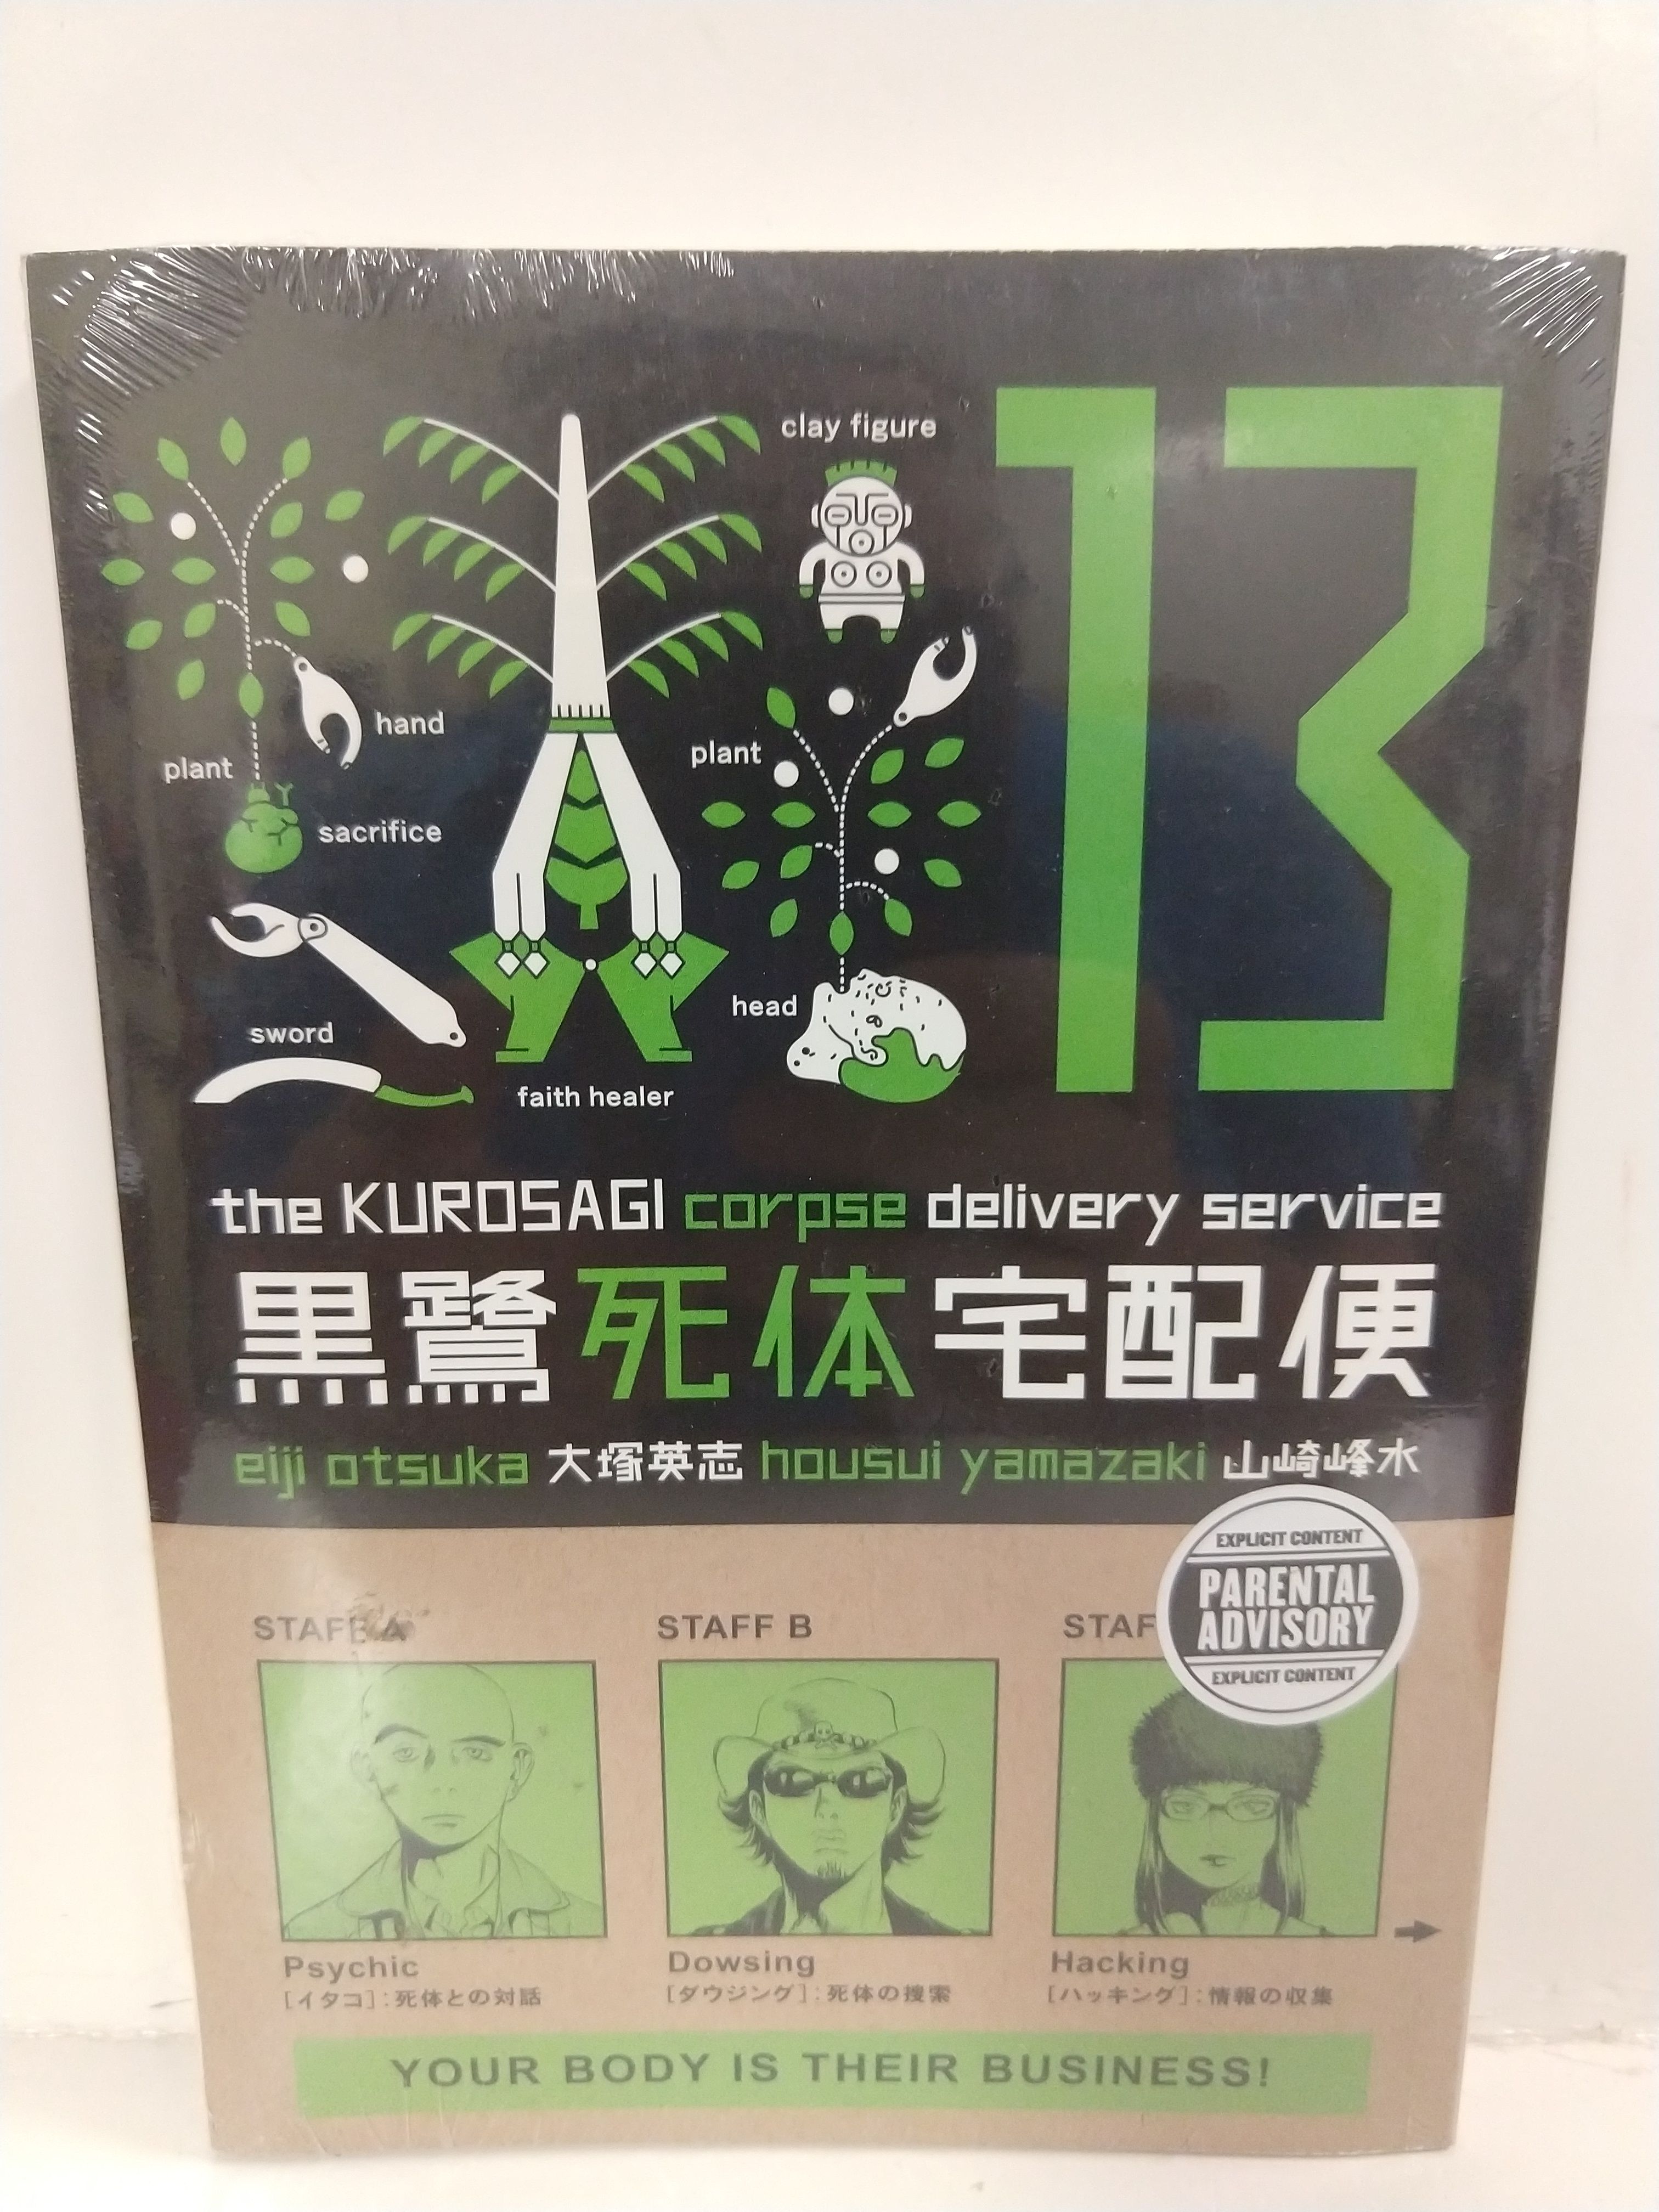 clay figure
13
hand
plant
plant
sacrifice
head
sword
faith healer
the KUROSAGI corpse delivery service
黒鷺死体宅配便
eiji otsuka 大塚英志 housui yamazaki 山崎峰水
EXPLICIT CONTENT
PARENTAL
ADVISORY
EXPLICIT CONTENT
STAFF A
STAFF B
STAF
Psychic
[イタコ]:死体との対話
Dowsing
[ダウジング]:死体の捜索
Hacking
[ハッキング]:情報の収集
YOUR BODY IS THEIR BUSINESS!